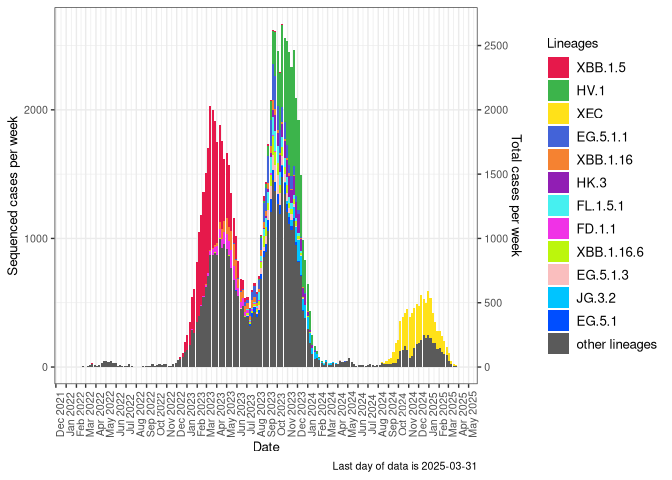 Sequenced cases per week
2000
1000
0
2500
2000
1500
1000
500
0
Total cases per week
Dec 2021
Jan 2022
Feb 2022
Mar 2022
Apr 2022
May 2022
Jun 2022
Jul 2022
Aug 2022
Sep 2022
Oct 2022
Nov 2022
Dec 2022
Jan 2023
Feb 2023
Mar 2023
Apr 2023
May 2023
Jun 2023
Jul 2023
Aug 2023
Sep 2023
Oct 2023
Nov 2023
Dec 2023
Jan 2024
Feb 2024
Mar 2024
Apr 2024
May 2024
Jun 2024
Jul 2024
Aug 2024
Sep 2024
Oct 2024
Nov 2024
Dec 2024
Jan 2025
Feb 2025
Mar 2025
Apr 2025
May 2025
Date
Last day of data is 2025-03-31
Lineages
XBB.1.5
HV.1
XEC
EG.5.1.1
XBB.1.16
HK.3
FL.1.5.1
FD.1.1
XBB.1.16.6
EG.5.1.3
JG.3.2
EG.5.1
other lineages